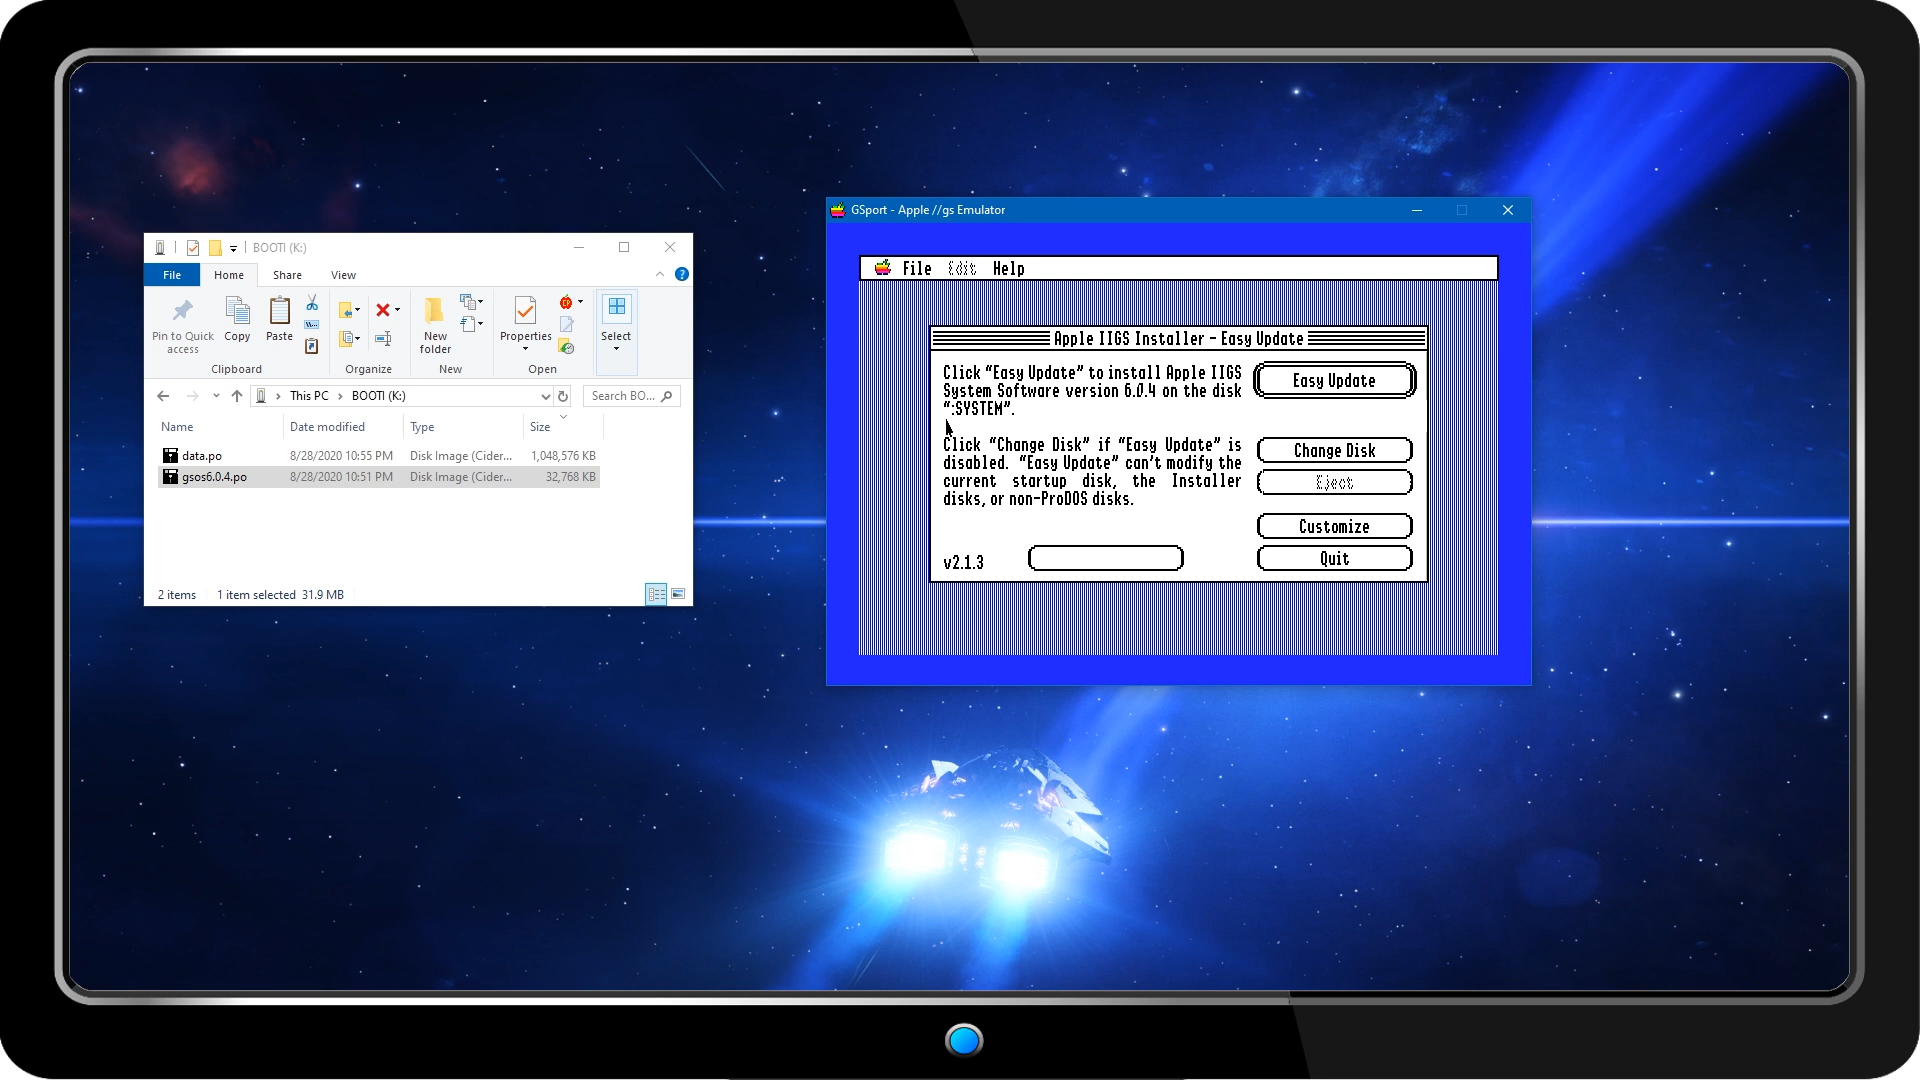 BOOTI (K:)
File Home Share View
Pin to Quick access
Copy
Paste
New folder
Properties
Select
Clipboard Organize New Open
This PC > BOOTI (K:)
Search BO...
Name Date modified Type Size
data.po 8/28/2020 10:55 PM Disk Image (Cider... 1,048,576 KB
gsos6.0.4.po 8/28/2020 10:51 PM Disk Image (Cider... 32,768 KB
2 items 1 item selected 31.9 MB
GSport - Apple //gs Emulator
File Edit Help
Apple IIGS Installer - Easy Update
Click "Easy Update" to install Apple IIGS
System Software version 6.0.4 on the disk
":SYSTEM".
Click "Change Disk" if "Easy Update" is
disabled. "Easy Update" can't modify the
current startup disk, the Installer
disks, or non-ProDOS disks.
v2.1.3
Easy Update
Change Disk
Eject
Customize
Quit